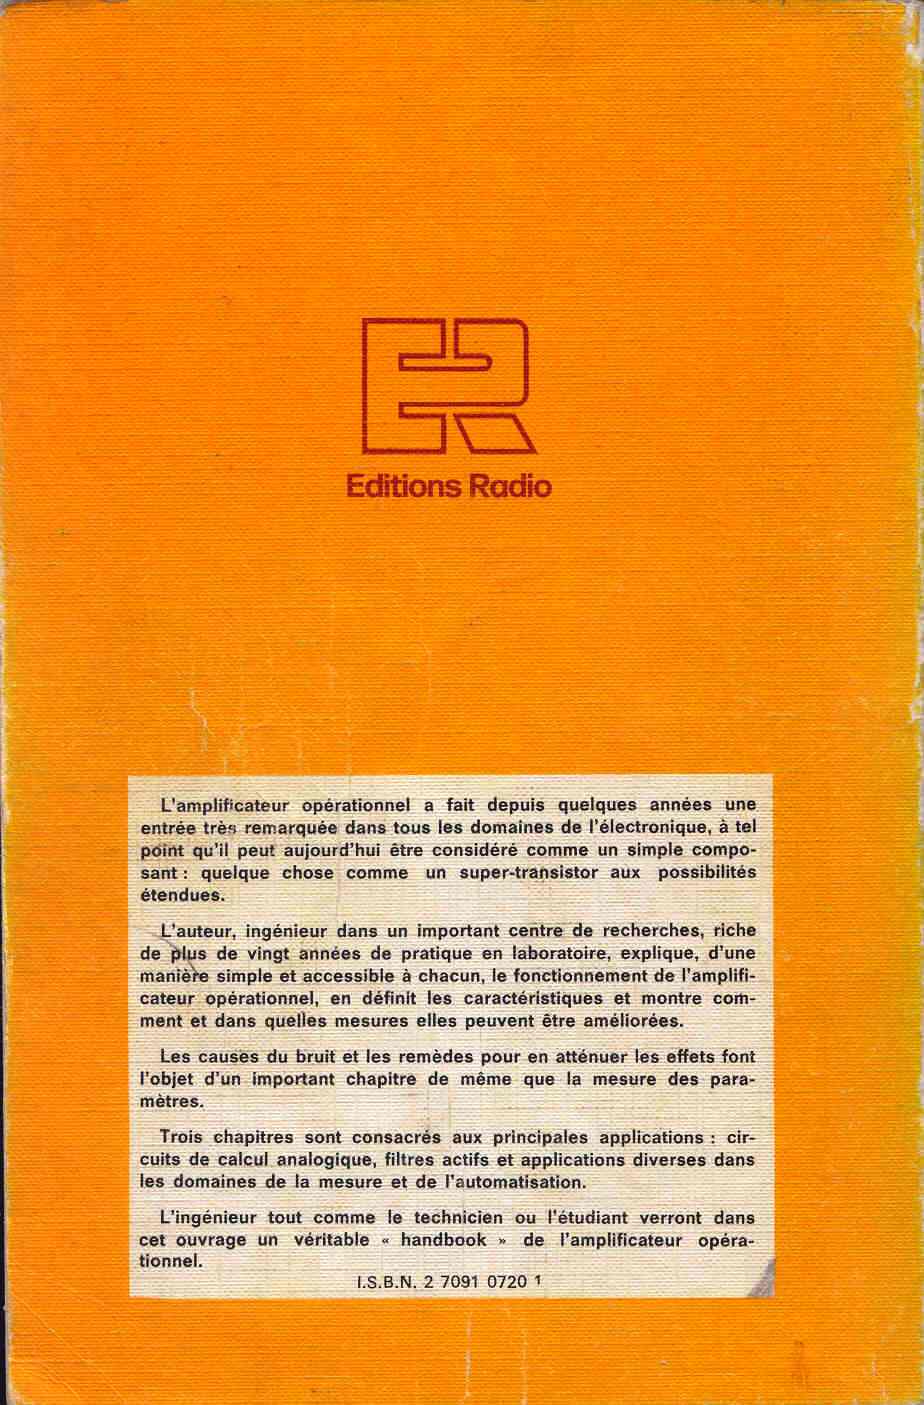 ER
Editions Radio
L'amplificateur opérationnel a fait depuis quelques années une
entrée très remarquée dans tous les domaines de l'électronique, à tel
point qu'il peut aujourd'hui être considéré comme un simple compo-
sant : quelque chose comme un super-transistor aux possibilités
étendues.
L'auteur, ingénieur dans un important centre de recherches, riche
de plus de vingt années de pratique en laboratoire, explique, d'une
manière simple et accessible à chacun, le fonctionnement de l'amplifi-
cateur opérationnel, en définit les caractéristiques et montre com-
ment et dans quelles mesures elles peuvent être améliorées.
Les causes du bruit et les remèdes pour en atténuer les effets font
l'objet d'un important chapitre de même que la mesure des para-
mètres.
Trois chapitres sont consacrés aux principales applications : cir-
cuits de calcul analogique, filtres actifs et applications diverses dans
les domaines de la mesure et de l'automatisation.
L'ingénieur tout comme le technicien ou l'étudiant verront dans
cet ouvrage un véritable « handbook » de l'amplificateur opéra-
tionnel.
I.S.B.N. 2 7091 0720 1